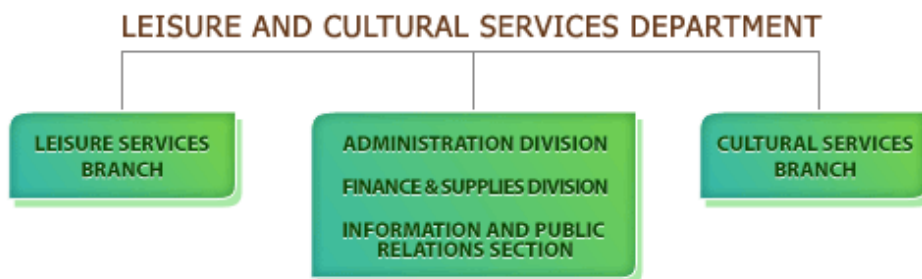 LEISURE AND CULTURAL SERVICES DEPARTMENT
LEISURE SERVICES
BRANCH
ADMINISTRATION DIVISION
FINANCE & SUPPLIES DIVISION
INFORMATION AND PUBLIC
RELATIONS SECTION
CULTURAL SERVICES
BRANCH